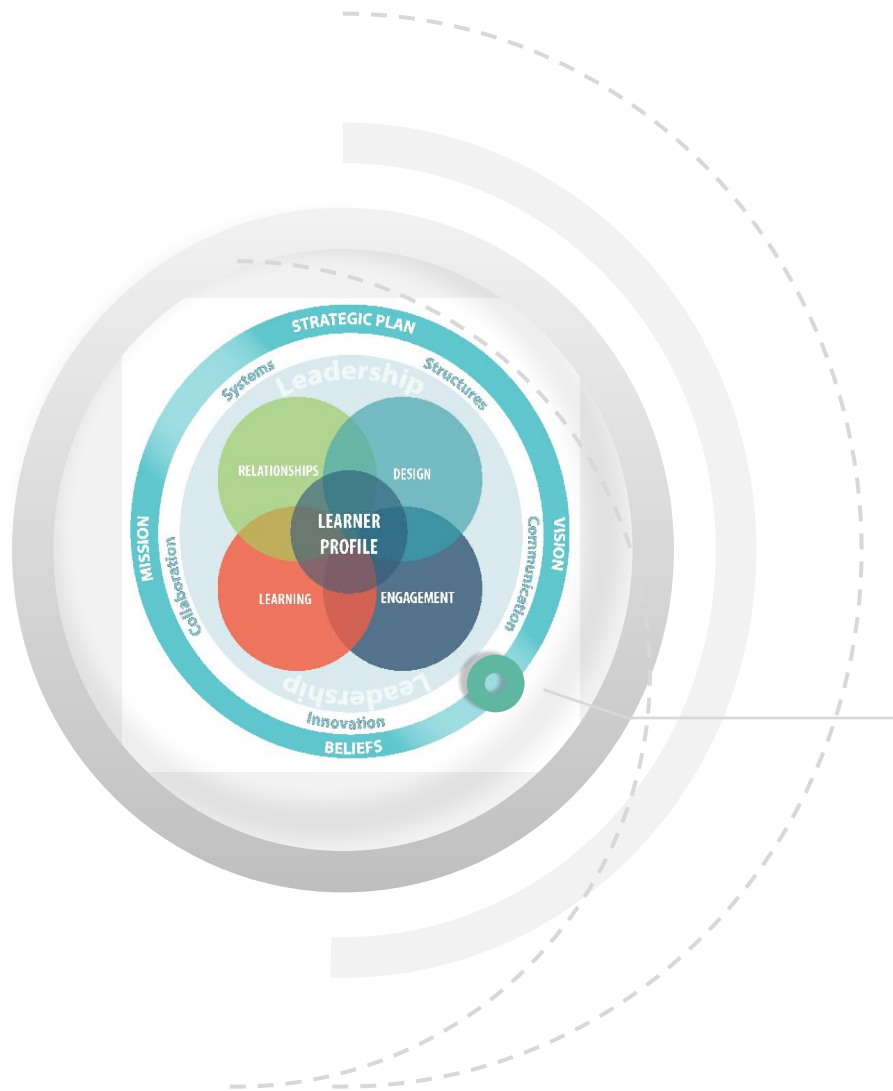 STRATEGIC PLAN
Systems
Structures
Leadership
RELATIONSHIPS
DESIGN
LEARNER
PROFILE
MISSION
VISION
Collaboration
Communication
LEARNING
ENGAGEMENT
Leadership
Innovation
BELIEFS